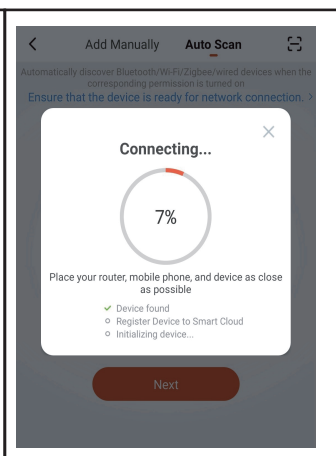 Add Manually Auto Scan
Automatically discover Bluetooth/Wi-Fi/Zigbee/wired devices when the
corresponding permission is turned on
Ensure that the device is ready for network connection. >
Connecting...
7%
Place your router, mobile phone, and device as close
as possible
Device found
Register Device to Smart Cloud
Initializing device...
Next